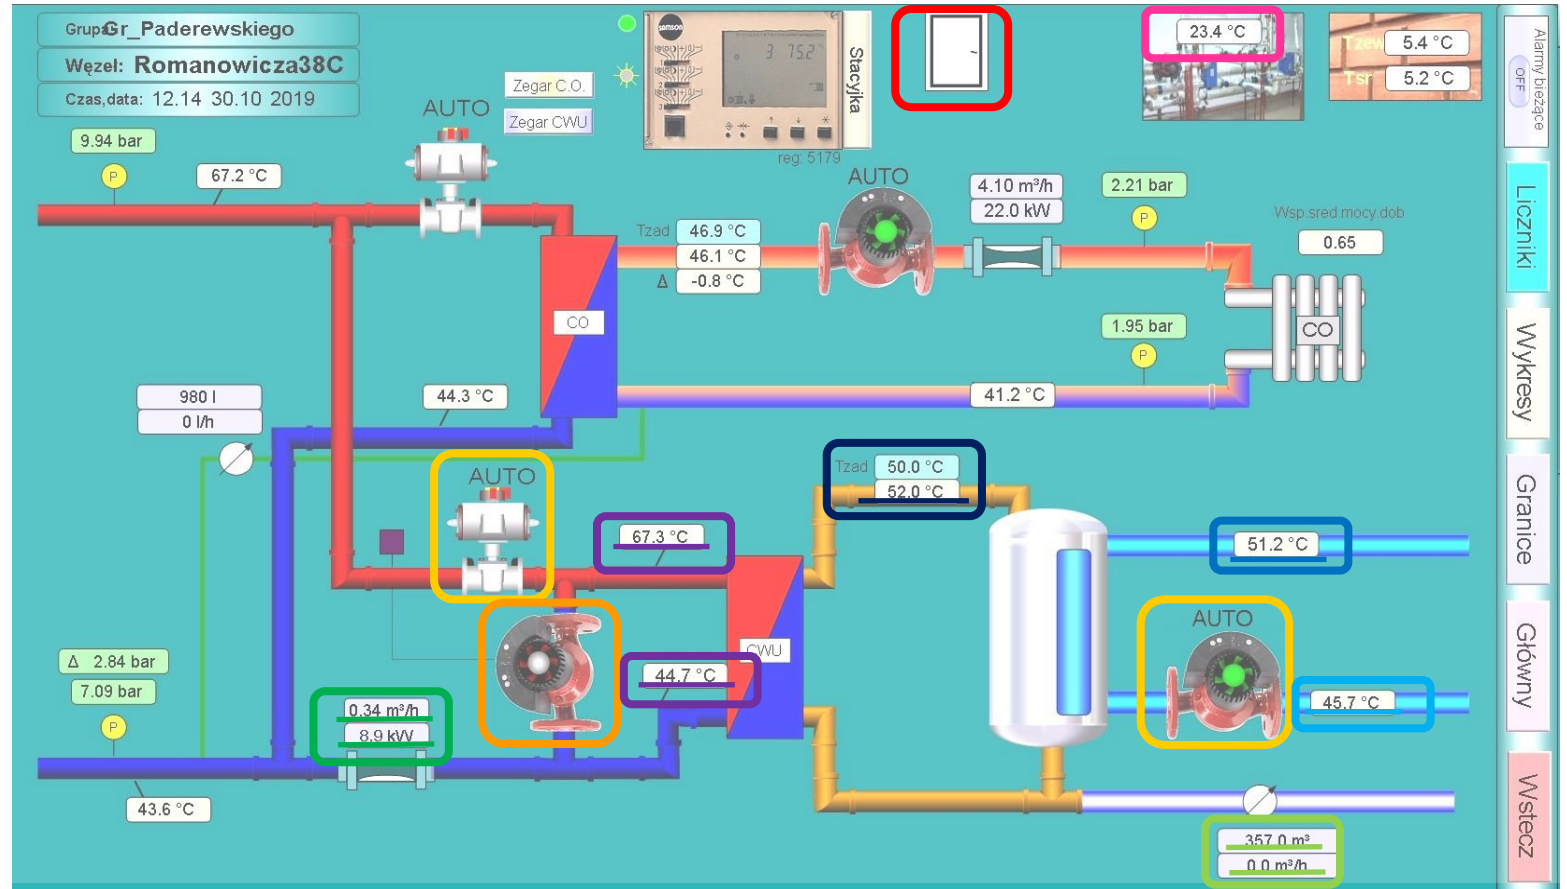 Grupa: Gr_Paderewskiego
Węzeł: Romanowicza38C
Czas,data: 12.14 30.10 2019
Zegar C.O.
Zegar CWU
SAMSON
3 75.2
Stacyjka
reg: 5179
23.4 °C
Tzew
5.4 °C
Tsr
5.2 °C
Alarmy bieżące
OFF
Liczniki
Wykresy
Granice
Główny
Wstecz
9.94 bar
P
67.2 °C
AUTO
AUTO
4.10 m³/h
22.0 kW
2.21 bar
P
Wsp.sred.mocy.dob
0.65
Tzad 46.9 °C
46.1 °C
Δ -0.8 °C
CO
1.95 bar
P
CO
980 l
0 l/h
44.3 °C
41.2 °C
AUTO
Tzad 50.0 °C
52.0 °C
67.3 °C
51.2 °C
AUTO
CWU
44.7 °C
45.7 °C
Δ 2.84 bar
7.09 bar
P
0.34 m³/h
8.9 kW
43.6 °C
357.0 m³
0.0 m³/h